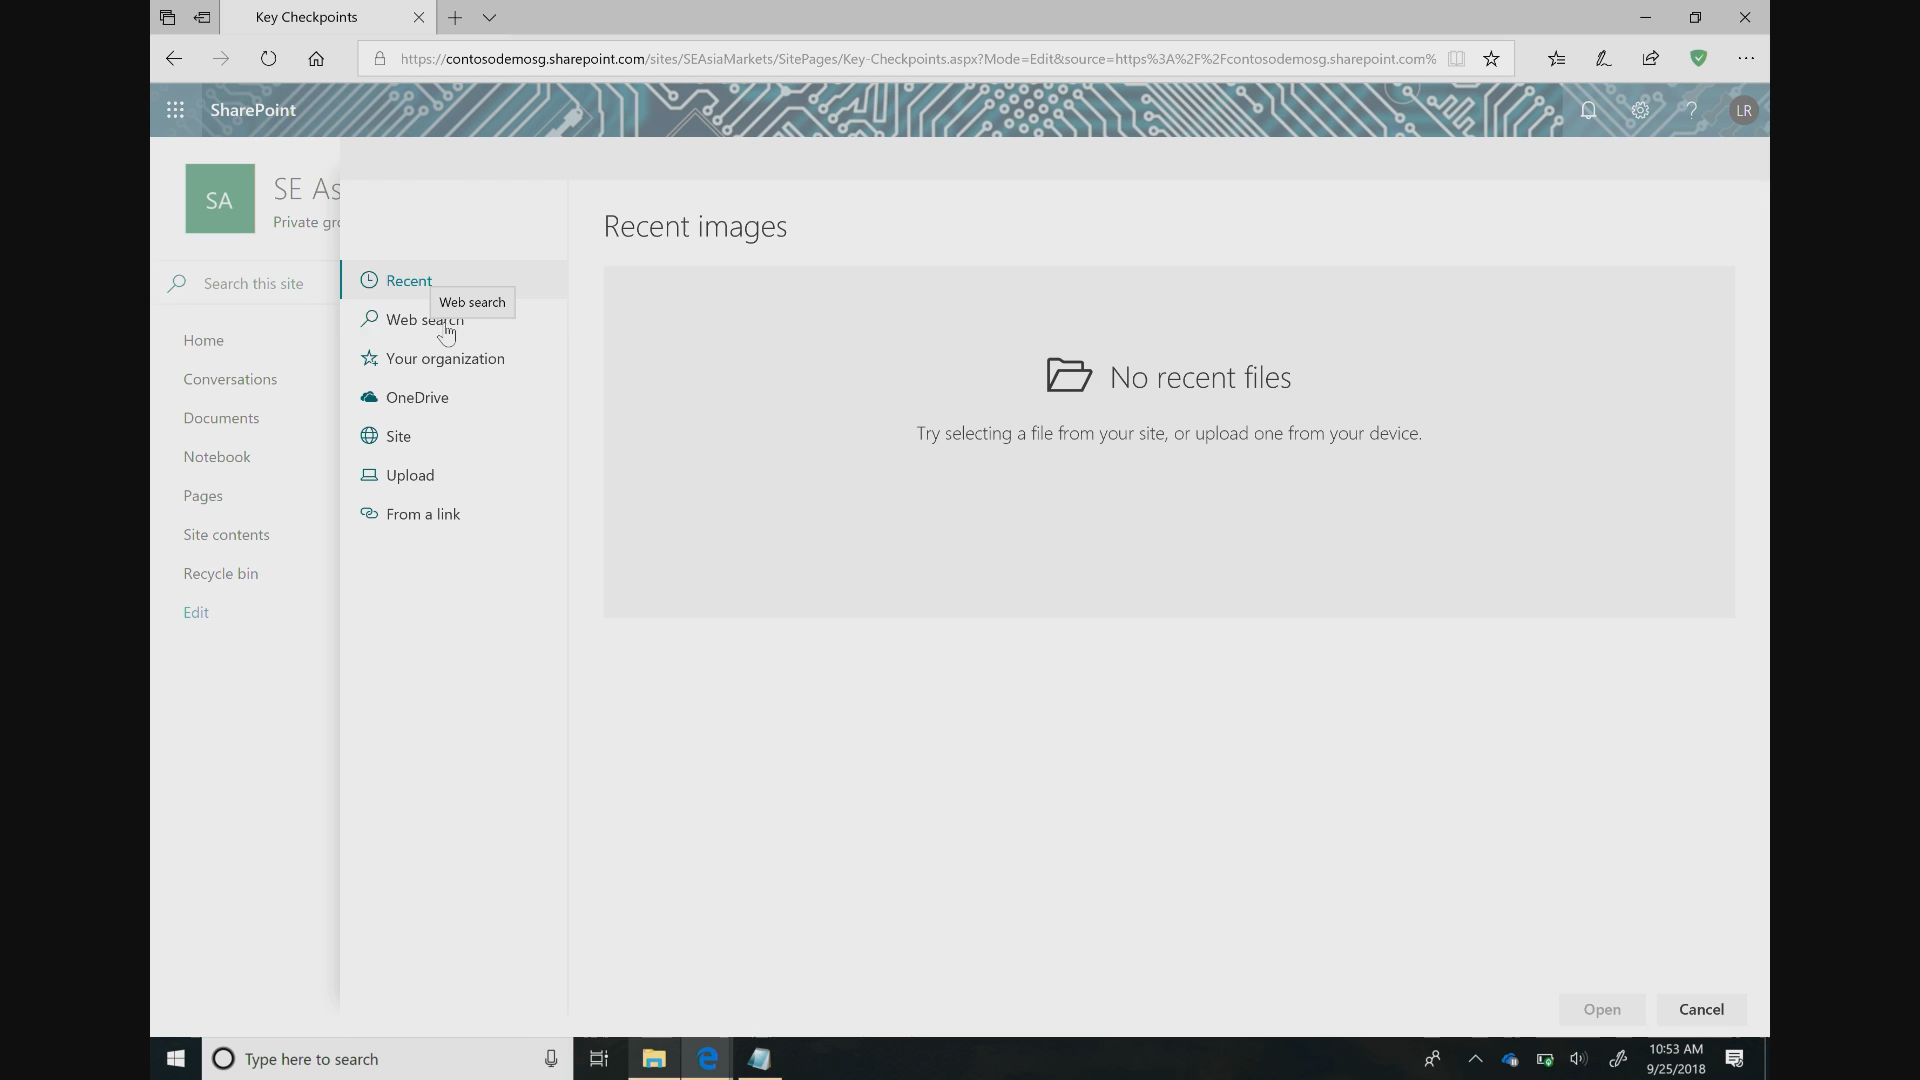 Key Checkpoints
https://contosodemosg.sharepoint.com/sites/SEAsiaMarkets/SitePages/Key-Checkpoints.aspx?Mode=Edit&source=https%3A%2F%2Fcontosodemosg.sharepoint.com%
SharePoint
LR
SA
SE As
Private gro
Search this site
Home
Conversations
Documents
Notebook
Pages
Site contents
Recycle bin
Edit
Recent
Web search
Web search
Your organization
OneDrive
Site
Upload
From a link
Recent images
No recent files
Try selecting a file from your site, or upload one from your device.
Open
Cancel
Type here to search
10:53 AM
9/25/2018